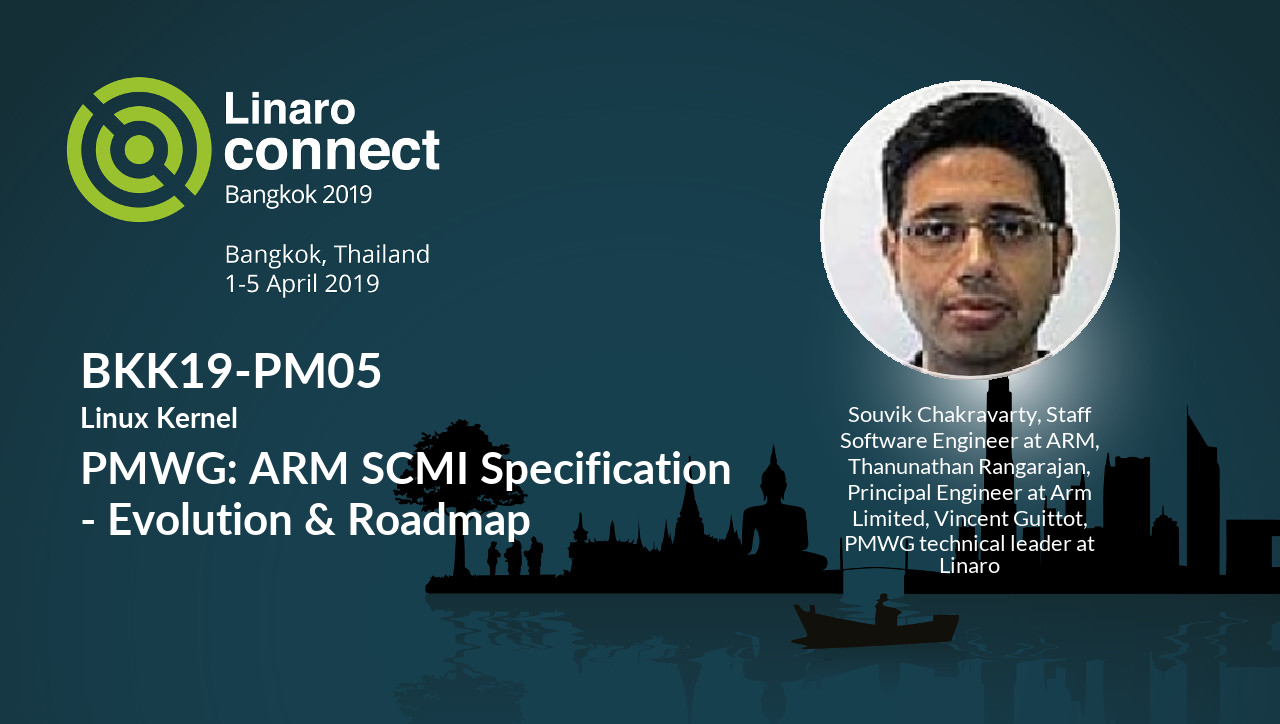 Linaro
connect
Bangkok 2019
Bangkok, Thailand
1-5 April 2019
BKK19-PM05
Linux Kernel
PMWG: ARM SCMI Specification
- Evolution & Roadmap
Souvik Chakravarty, Staff
Software Engineer at ARM,
Thanunathan Rangarajan,
Principal Engineer at Arm
Limited, Vincent Guittot,
PMWG technical leader at
Linaro